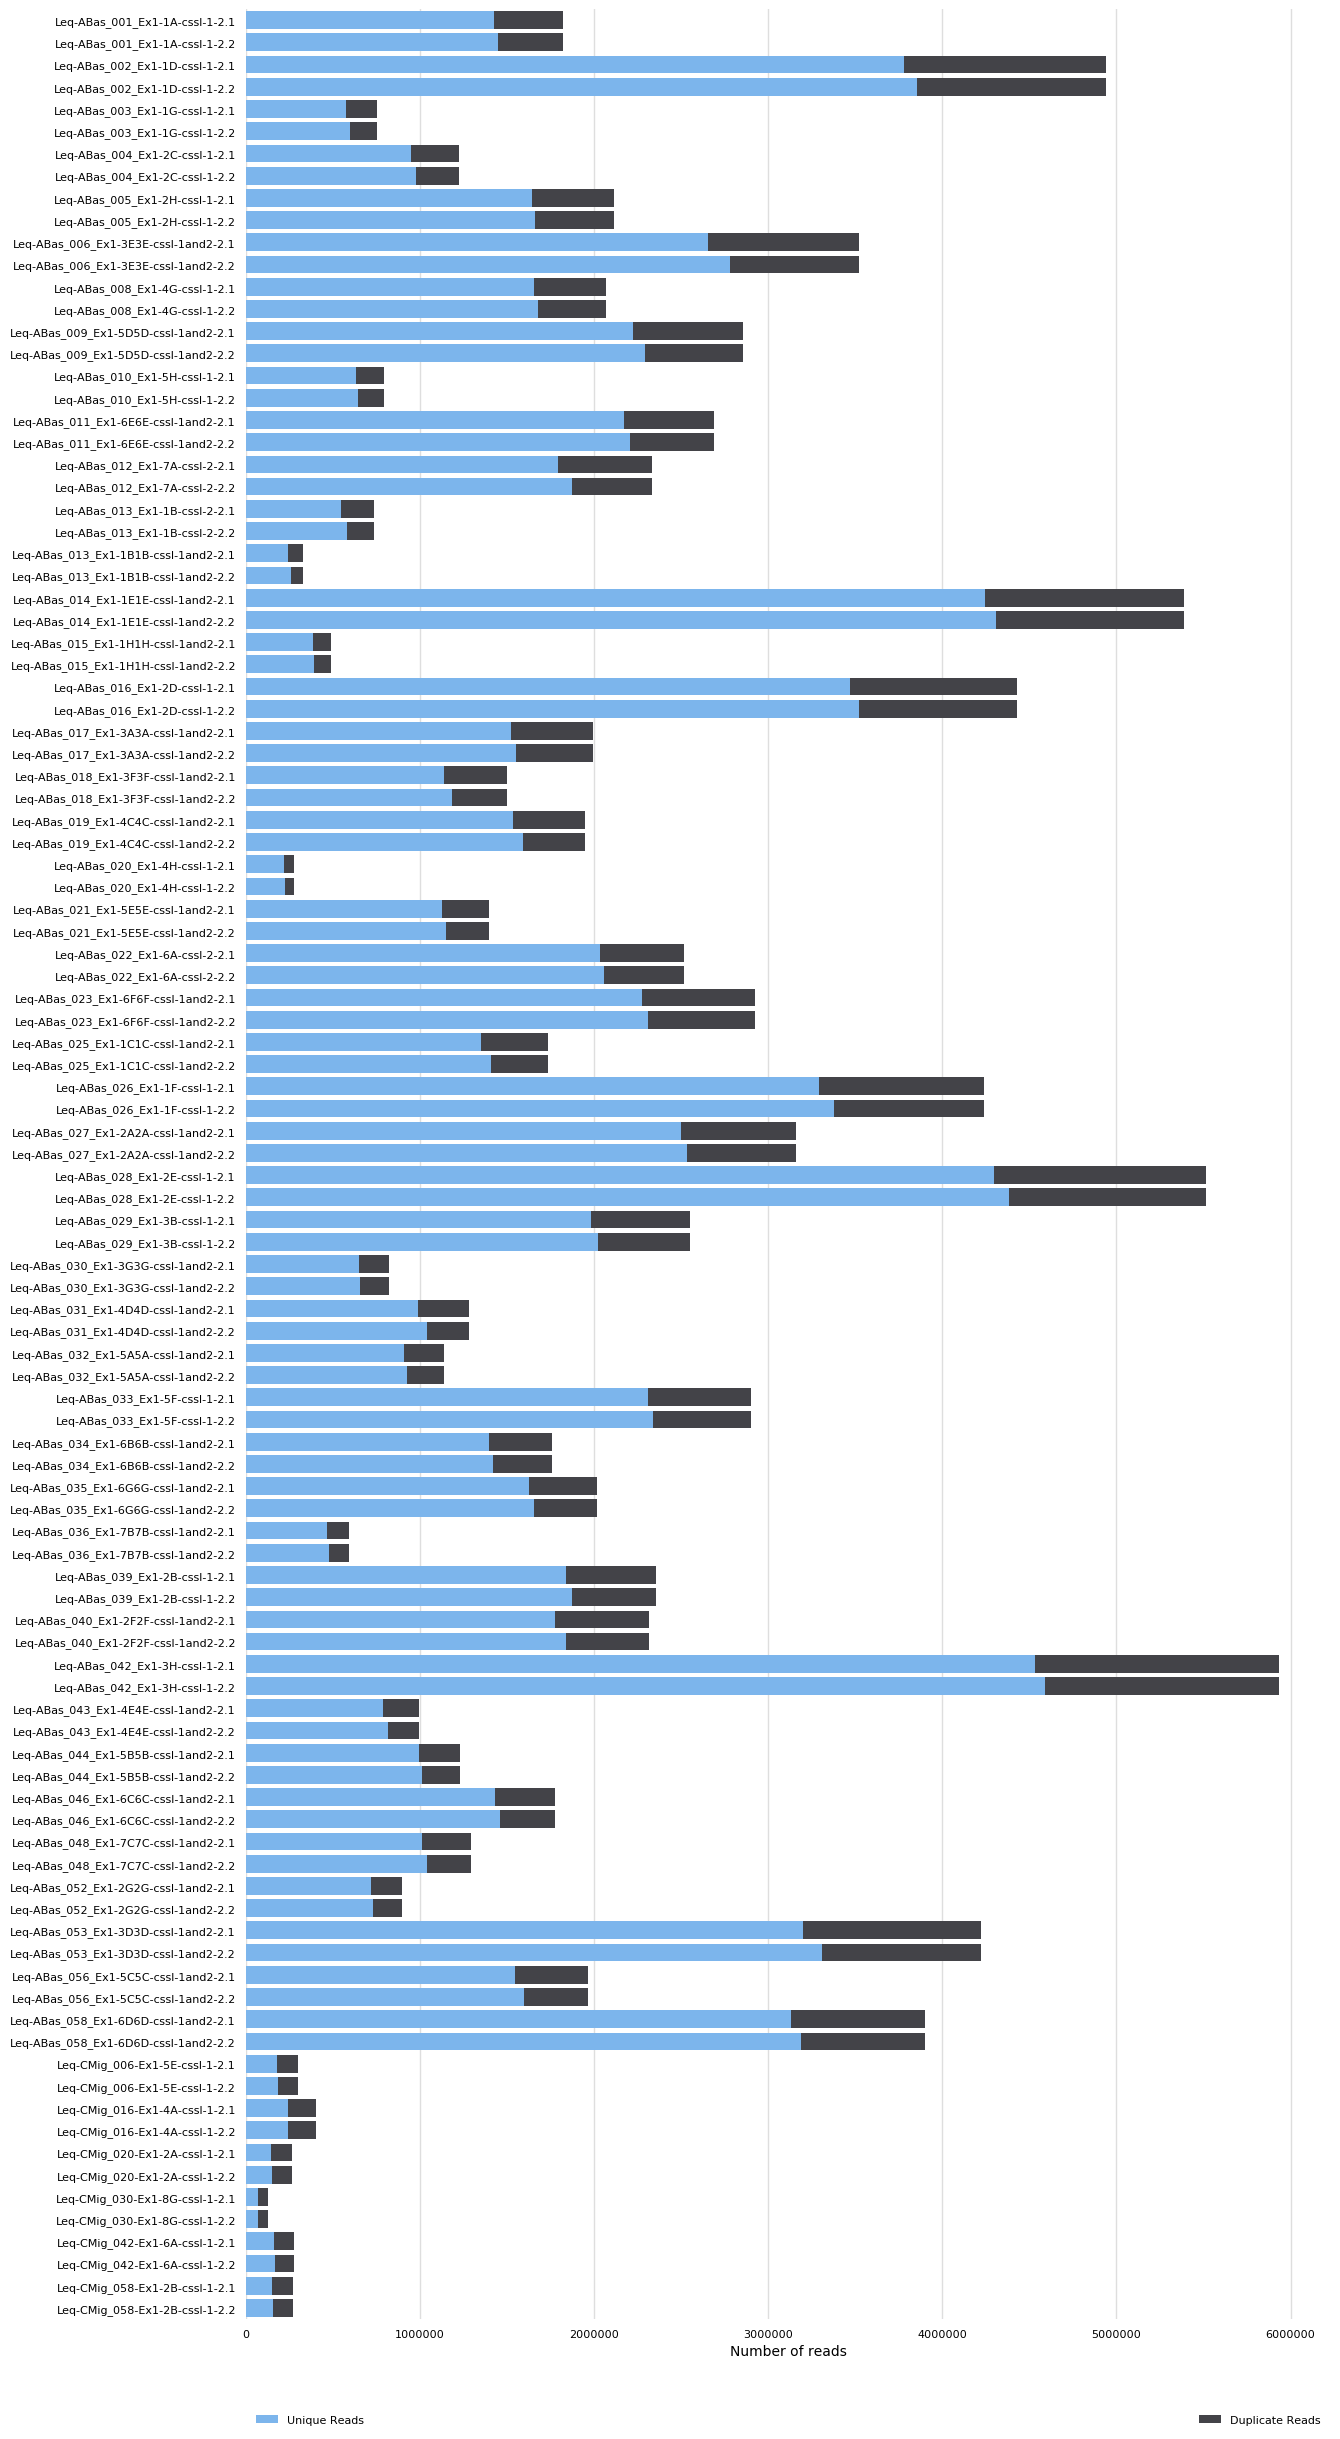 Leq-ABas_001_Ex1-1A-cssl-1-2.1
Leq-ABas_001_Ex1-1A-cssl-1-2.2
Leq-ABas_002_Ex1-1D-cssl-1-2.1
Leq-ABas_002_Ex1-1D-cssl-1-2.2
Leq-ABas_003_Ex1-1G-cssl-1-2.1
Leq-ABas_003_Ex1-1G-cssl-1-2.2
Leq-ABas_004_Ex1-2C-cssl-1-2.1
Leq-ABas_004_Ex1-2C-cssl-1-2.2
Leq-ABas_005_Ex1-2H-cssl-1-2.1
Leq-ABas_005_Ex1-2H-cssl-1-2.2
Leq-ABas_006_Ex1-3E3E-cssl-1and2-2.1
Leq-ABas_006_Ex1-3E3E-cssl-1and2-2.2
Leq-ABas_008_Ex1-4G-cssl-1-2.1
Leq-ABas_008_Ex1-4G-cssl-1-2.2
Leq-ABas_009_Ex1-5D5D-cssl-1and2-2.1
Leq-ABas_009_Ex1-5D5D-cssl-1and2-2.2
Leq-ABas_010_Ex1-5H-cssl-1-2.1
Leq-ABas_010_Ex1-5H-cssl-1-2.2
Leq-ABas_011_Ex1-6E6E-cssl-1and2-2.1
Leq-ABas_011_Ex1-6E6E-cssl-1and2-2.2
Leq-ABas_012_Ex1-7A-cssl-2-2.1
Leq-ABas_012_Ex1-7A-cssl-2-2.2
Leq-ABas_013_Ex1-1B-cssl-2-2.1
Leq-ABas_013_Ex1-1B-cssl-2-2.2
Leq-ABas_013_Ex1-1B1B-cssl-1and2-2.1
Leq-ABas_013_Ex1-1B1B-cssl-1and2-2.2
Leq-ABas_014_Ex1-1E1E-cssl-1and2-2.1
Leq-ABas_014_Ex1-1E1E-cssl-1and2-2.2
Leq-ABas_015_Ex1-1H1H-cssl-1and2-2.1
Leq-ABas_015_Ex1-1H1H-cssl-1and2-2.2
Leq-ABas_016_Ex1-2D-cssl-1-2.1
Leq-ABas_016_Ex1-2D-cssl-1-2.2
Leq-ABas_017_Ex1-3A3A-cssl-1and2-2.1
Leq-ABas_017_Ex1-3A3A-cssl-1and2-2.2
Leq-ABas_018_Ex1-3F3F-cssl-1and2-2.1
Leq-ABas_018_Ex1-3F3F-cssl-1and2-2.2
Leq-ABas_019_Ex1-4C4C-cssl-1and2-2.1
Leq-ABas_019_Ex1-4C4C-cssl-1and2-2.2
Leq-ABas_020_Ex1-4H-cssl-1-2.1
Leq-ABas_020_Ex1-4H-cssl-1-2.2
Leq-ABas_021_Ex1-5E5E-cssl-1and2-2.1
Leq-ABas_021_Ex1-5E5E-cssl-1and2-2.2
Leq-ABas_022_Ex1-6A-cssl-2-2.1
Leq-ABas_022_Ex1-6A-cssl-2-2.2
Leq-ABas_023_Ex1-6F6F-cssl-1and2-2.1
Leq-ABas_023_Ex1-6F6F-cssl-1and2-2.2
Leq-ABas_025_Ex1-1C1C-cssl-1and2-2.1
Leq-ABas_025_Ex1-1C1C-cssl-1and2-2.2
Leq-ABas_026_Ex1-1F-cssl-1-2.1
Leq-ABas_026_Ex1-1F-cssl-1-2.2
Leq-ABas_027_Ex1-2A2A-cssl-1and2-2.1
Leq-ABas_027_Ex1-2A2A-cssl-1and2-2.2
Leq-ABas_028_Ex1-2E-cssl-1-2.1
Leq-ABas_028_Ex1-2E-cssl-1-2.2
Leq-ABas_029_Ex1-3B-cssl-1-2.1
Leq-ABas_029_Ex1-3B-cssl-1-2.2
Leq-ABas_030_Ex1-3G3G-cssl-1and2-2.1
Leq-ABas_030_Ex1-3G3G-cssl-1and2-2.2
Leq-ABas_031_Ex1-4D4D-cssl-1and2-2.1
Leq-ABas_031_Ex1-4D4D-cssl-1and2-2.2
Leq-ABas_032_Ex1-5A5A-cssl-1and2-2.1
Leq-ABas_032_Ex1-5A5A-cssl-1and2-2.2
Leq-ABas_033_Ex1-5F-cssl-1-2.1
Leq-ABas_033_Ex1-5F-cssl-1-2.2
Leq-ABas_034_Ex1-6B6B-cssl-1and2-2.1
Leq-ABas_034_Ex1-6B6B-cssl-1and2-2.2
Leq-ABas_035_Ex1-6G6G-cssl-1and2-2.1
Leq-ABas_035_Ex1-6G6G-cssl-1and2-2.2
Leq-ABas_036_Ex1-7B7B-cssl-1and2-2.1
Leq-ABas_036_Ex1-7B7B-cssl-1and2-2.2
Leq-ABas_039_Ex1-2B-cssl-1-2.1
Leq-ABas_039_Ex1-2B-cssl-1-2.2
Leq-ABas_040_Ex1-2F2F-cssl-1and2-2.1
Leq-ABas_040_Ex1-2F2F-cssl-1and2-2.2
Leq-ABas_042_Ex1-3H-cssl-1-2.1
Leq-ABas_042_Ex1-3H-cssl-1-2.2
Leq-ABas_043_Ex1-4E4E-cssl-1and2-2.1
Leq-ABas_043_Ex1-4E4E-cssl-1and2-2.2
Leq-ABas_044_Ex1-5B5B-cssl-1and2-2.1
Leq-ABas_044_Ex1-5B5B-cssl-1and2-2.2
Leq-ABas_046_Ex1-6C6C-cssl-1and2-2.1
Leq-ABas_046_Ex1-6C6C-cssl-1and2-2.2
Leq-ABas_048_Ex1-7C7C-cssl-1and2-2.1
Leq-ABas_048_Ex1-7C7C-cssl-1and2-2.2
Leq-ABas_052_Ex1-2G2G-cssl-1and2-2.1
Leq-ABas_052_Ex1-2G2G-cssl-1and2-2.2
Leq-ABas_053_Ex1-3D3D-cssl-1and2-2.1
Leq-ABas_053_Ex1-3D3D-cssl-1and2-2.2
Leq-ABas_056_Ex1-5C5C-cssl-1and2-2.1
Leq-ABas_056_Ex1-5C5C-cssl-1and2-2.2
Leq-ABas_058_Ex1-6D6D-cssl-1and2-2.1
Leq-ABas_058_Ex1-6D6D-cssl-1and2-2.2
Leq-CMig_006-Ex1-5E-cssl-1-2.1
Leq-CMig_006-Ex1-5E-cssl-1-2.2
Leq-CMig_016-Ex1-4A-cssl-1-2.1
Leq-CMig_016-Ex1-4A-cssl-1-2.2
Leq-CMig_020-Ex1-2A-cssl-1-2.1
Leq-CMig_020-Ex1-2A-cssl-1-2.2
Leq-CMig_030-Ex1-8G-cssl-1-2.1
Leq-CMig_030-Ex1-8G-cssl-1-2.2
Leq-CMig_042-Ex1-6A-cssl-1-2.1
Leq-CMig_042-Ex1-6A-cssl-1-2.2
Leq-CMig_058-Ex1-2B-cssl-1-2.1
Leq-CMig_058-Ex1-2B-cssl-1-2.2
0 1000000 2000000 3000000 4000000 5000000 6000000
Number of reads
Unique Reads Duplicate Reads